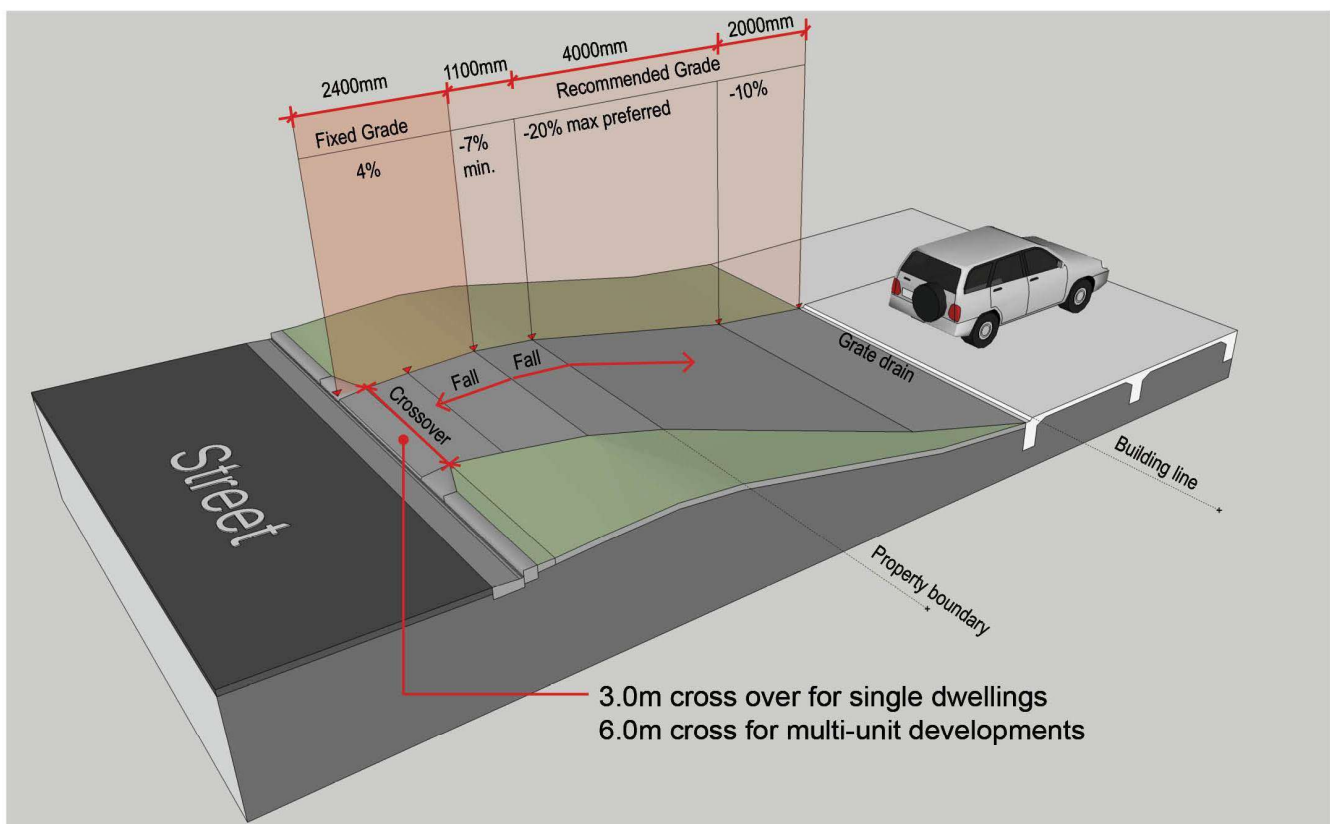 2400mm
1100mm
4000mm
2000mm
Fixed Grade
Recommended Grade
4%
-7%
min.
-20% max preferred
-10%
Fall
Fall
Crossover
Grate drain
Street
Building line
Property boundary
3.0m cross over for single dwellings
6.0m cross for multi-unit developments